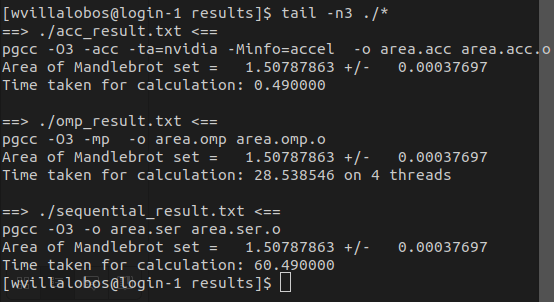 [wvillalobos@login-1 results]$ tail -n3 ./*
==> ./acc_result.txt <==
pgcc -O3 -acc -ta=nvidia -Minfo=accel  -o area.acc area.acc.o
Area of Mandlebrot set =   1.50787863 +/-   0.00037697
Time taken for calculation: 0.490000

==> ./omp_result.txt <==
pgcc -O3 -mp  -o area.omp area.omp.o
Area of Mandlebrot set =   1.50787863 +/-   0.00037697
Time taken for calculation: 28.538546 on 4 threads

==> ./sequential_result.txt <==
pgcc -O3 -o area.ser area.ser.o
Area of Mandlebrot set =   1.50787863 +/-   0.00037697
Time taken for calculation: 60.490000
[wvillalobos@login-1 results]$